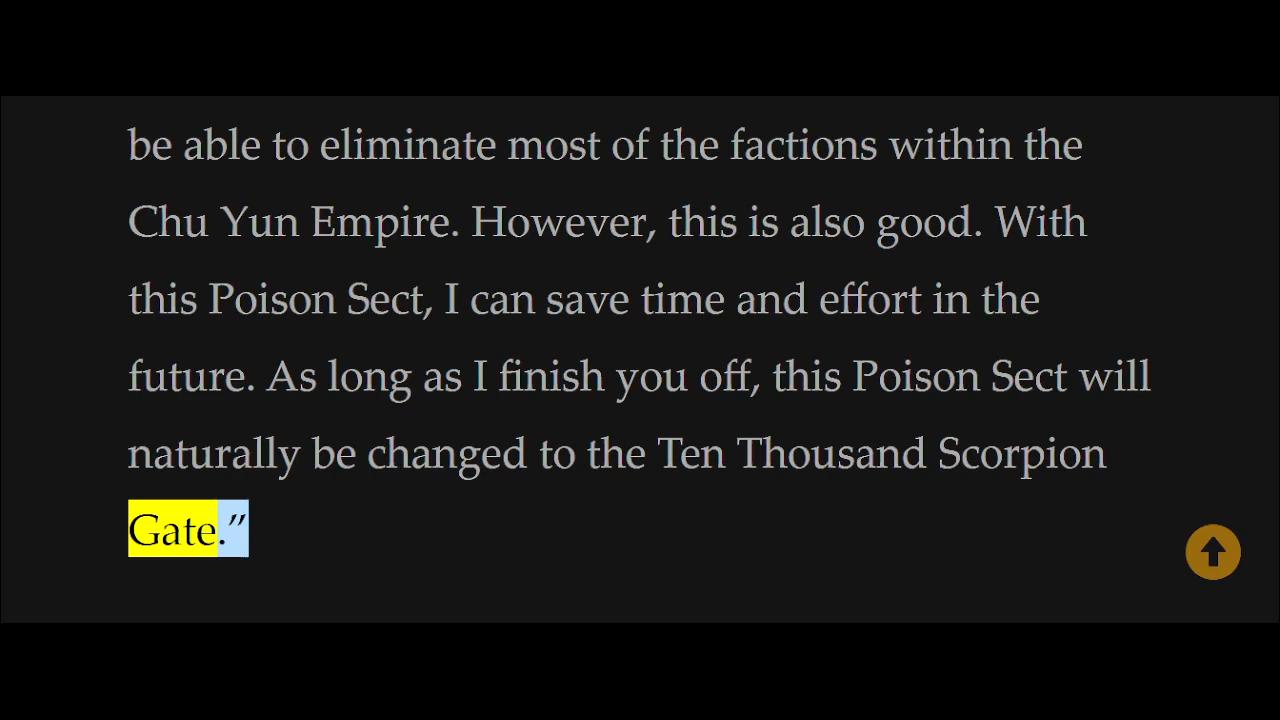 be able to eliminate most of the factions within the
Chu Yun Empire. However, this is also good. With
this Poison Sect, I can save time and effort in the
future. As long as I finish you off, this Poison Sect will
naturally be changed to the Ten Thousand Scorpion
Gate.”